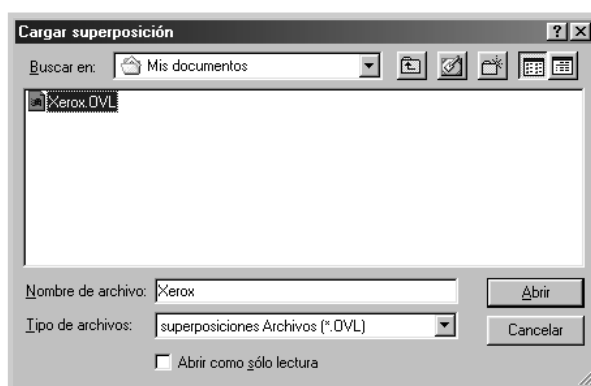 Cargar superposición
Buscar en: Mis documentos
Xerox.OVL
Nombre de archivo: Xerox Abrir
Tipo de archivos: superposiciones Archivos (*.OVL) Cancelar
Abrir como sólo lectura